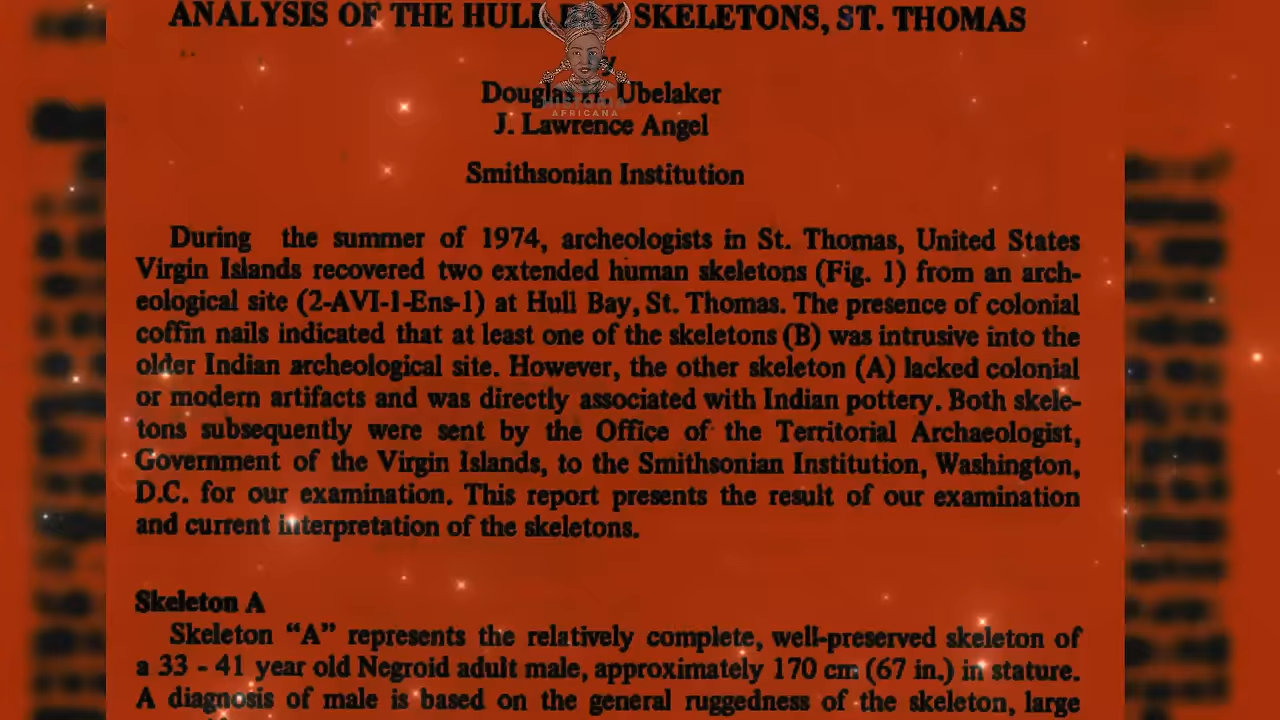 ANALYSIS OF THE HULL BAY SKELETONS, ST. THOMAS
Douglas H. Ubelaker
AFRICANA
J. Lawrence Angel
Smithsonian Institution
During the summer of 1974, archeologists in St. Thomas, United States
Virgin Islands recovered two extended human skeletons (Fig. 1) from an arch-
eological site (2-AVI-1-Ens-1) at Hull Bay, St. Thomas. The presence of colonial
coffin nails indicated that at least one of the skeletons (B) was intrusive into the
older Indian archeological site. However, the other skeleton (A) lacked colonial
or modern artifacts and was directly associated with Indian pottery. Both skele-
tons subsequently were sent by the Office of the Territorial Archaeologist,
Government of the Virgin Islands, to the Smithsonian Institution, Washington,
D.C. for our examination. This report presents the result of our examination
and current interpretation of the skeletons.
Skeleton A
Skeleton “A” represents the relatively complete, well-preserved skeleton of
a 33 - 41 year old Negroid adult male, approximately 170 cm (67 in.) in stature.
A diagnosis of male is based on the general ruggedness of the skeleton, large